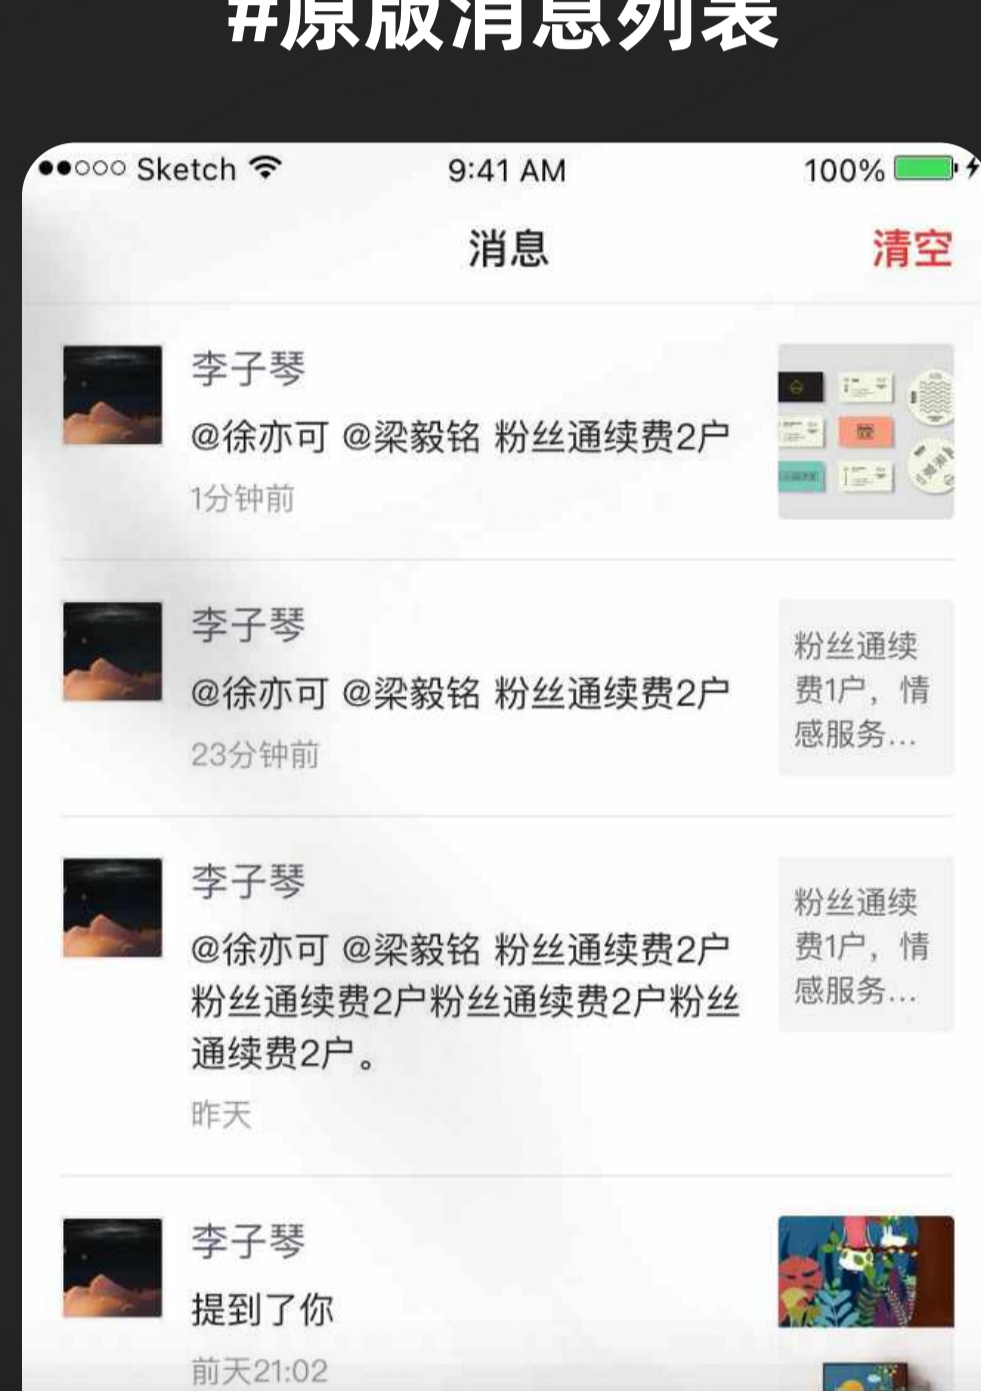 #原版消息列表
Sketch 9:41 AM 100%
消息 清空
李子琴
@徐亦可 @梁毅铭 粉丝通续费2户
1分钟前
李子琴
@徐亦可 @梁毅铭 粉丝通续费2户
23分钟前
粉丝通续
费1户，情
感服务...
李子琴
@徐亦可 @梁毅铭 粉丝通续费2户
粉丝通续费2户粉丝通续费2户粉丝
通续费2户。
昨天
粉丝通续
费1户，情
感服务...
李子琴
提到了你
前天21:02